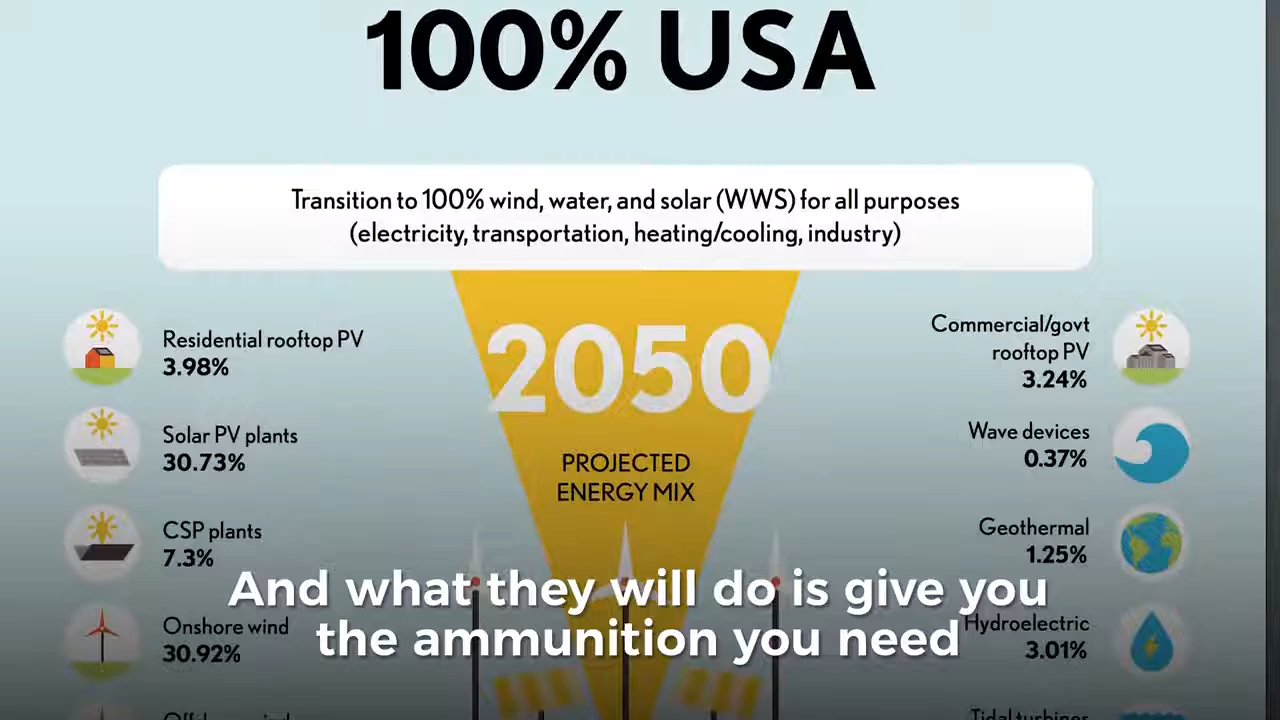 100% USA
Transition to 100% wind, water, and solar (WWS) for all purposes
(electricity, transportation, heating/cooling, industry)
2050
PROJECTED
ENERGY MIX
Residential rooftop PV
3.98%
Solar PV plants
30.73%
CSP plants
7.3%
Onshore wind
30.92%
Commercial/govt
rooftop PV
3.24%
Wave devices
0.37%
Geothermal
1.25%
Hydroelectric
3.01%
Tidal turbines
And what they will do is give you
the ammunition you need